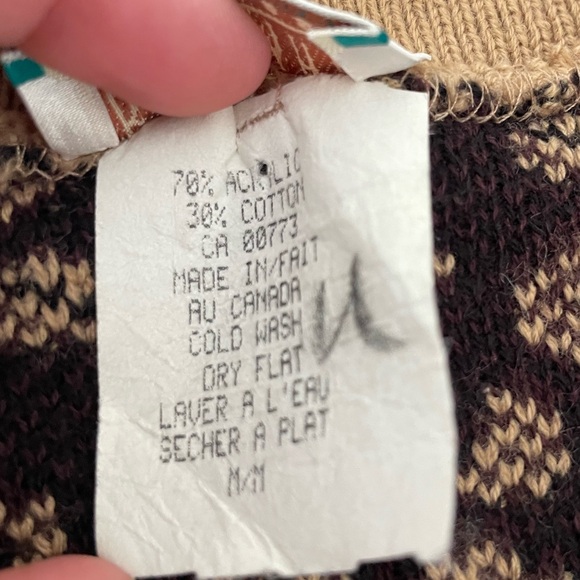 70% ACRYLIC
30% COTTON
CA 00773
MADE IN/FAIT
AU CANADA
COLD WASH
DRY FLAT
LAVER A L'EAU
SECHER A PLAT
M/M